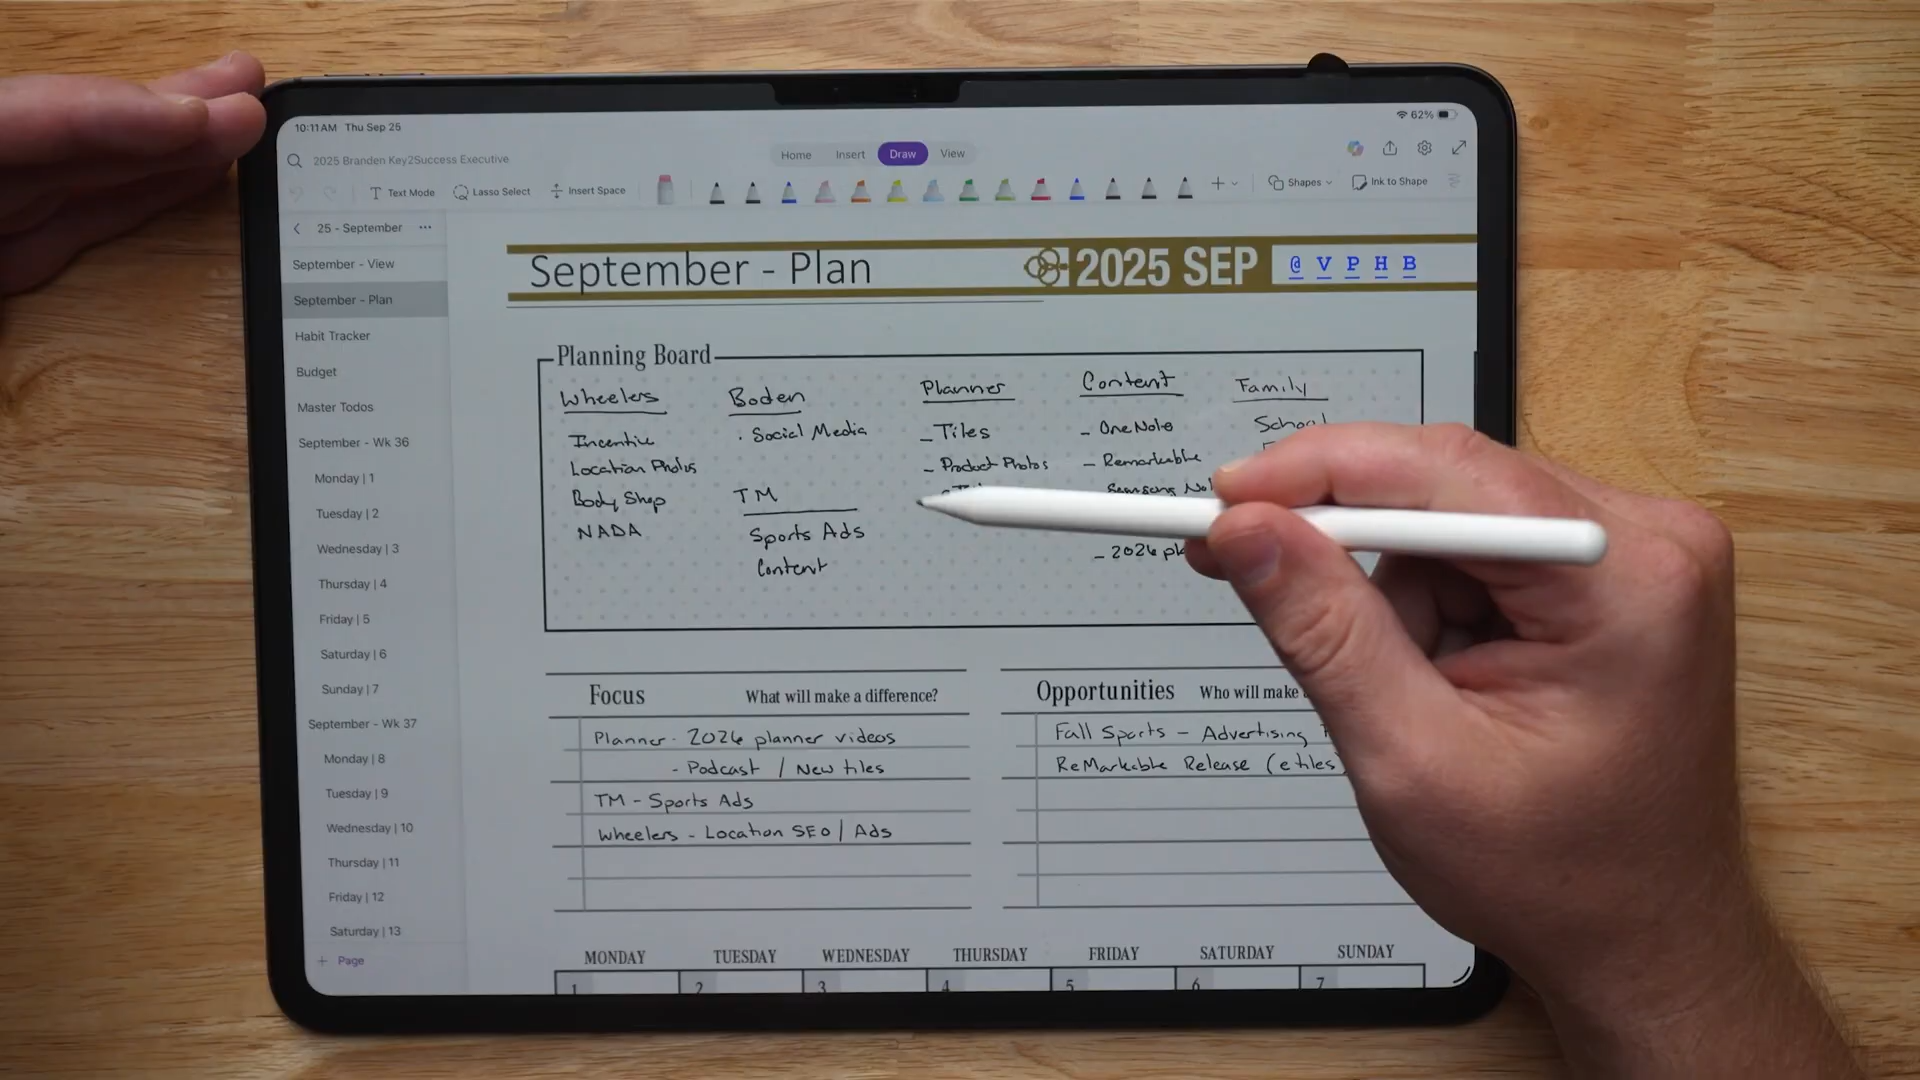 10:11 AM Thu Sep 25
62%
2025 Branden Key2Success Executive
Home Insert Draw View
Text Mode Lasso Select Insert Space Shapes Ink to Shape
25 - September
September - View
September - Plan
Habit Tracker
Budget
Master Todos
September - Wk 36
Monday | 1
Tuesday | 2
Wednesday | 3
Thursday | 4
Friday | 5
Saturday | 6
Sunday | 7
September - Wk 37
Monday | 8
Tuesday | 9
Wednesday | 10
Thursday | 11
Friday | 12
Saturday | 13
+ Page
September - Plan 2025 SEP @ V P H B
Planning Board
Wheelers
Incentive
Location Photos
Body Shop
NADA
Boden
· Social Media
TM
Sports Ads
Content
Planner
- Tiles
- Product Photos
Content
- OneNote
- Remarkable
Samsung
- 2026
Family
School
Focus What will make a difference?
Planner - 2026 planner videos
- Podcast / New tiles
TM - Sports Ads
Wheelers - Location SEO / Ads
Opportunities Who will make
Fall Sports - Advertising
ReMarkable Release (etiles)
MONDAY TUESDAY WEDNESDAY THURSDAY FRIDAY SATURDAY SUNDAY
1 2 3 4 5 6 7